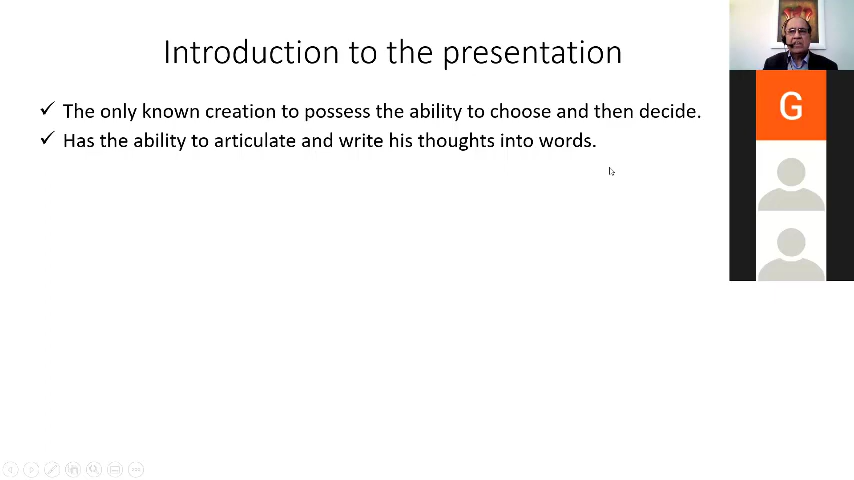 Introduction to the presentation
✓ The only known creation to possess the ability to choose and then decide.
✓ Has the ability to articulate and write his thoughts into words.
G